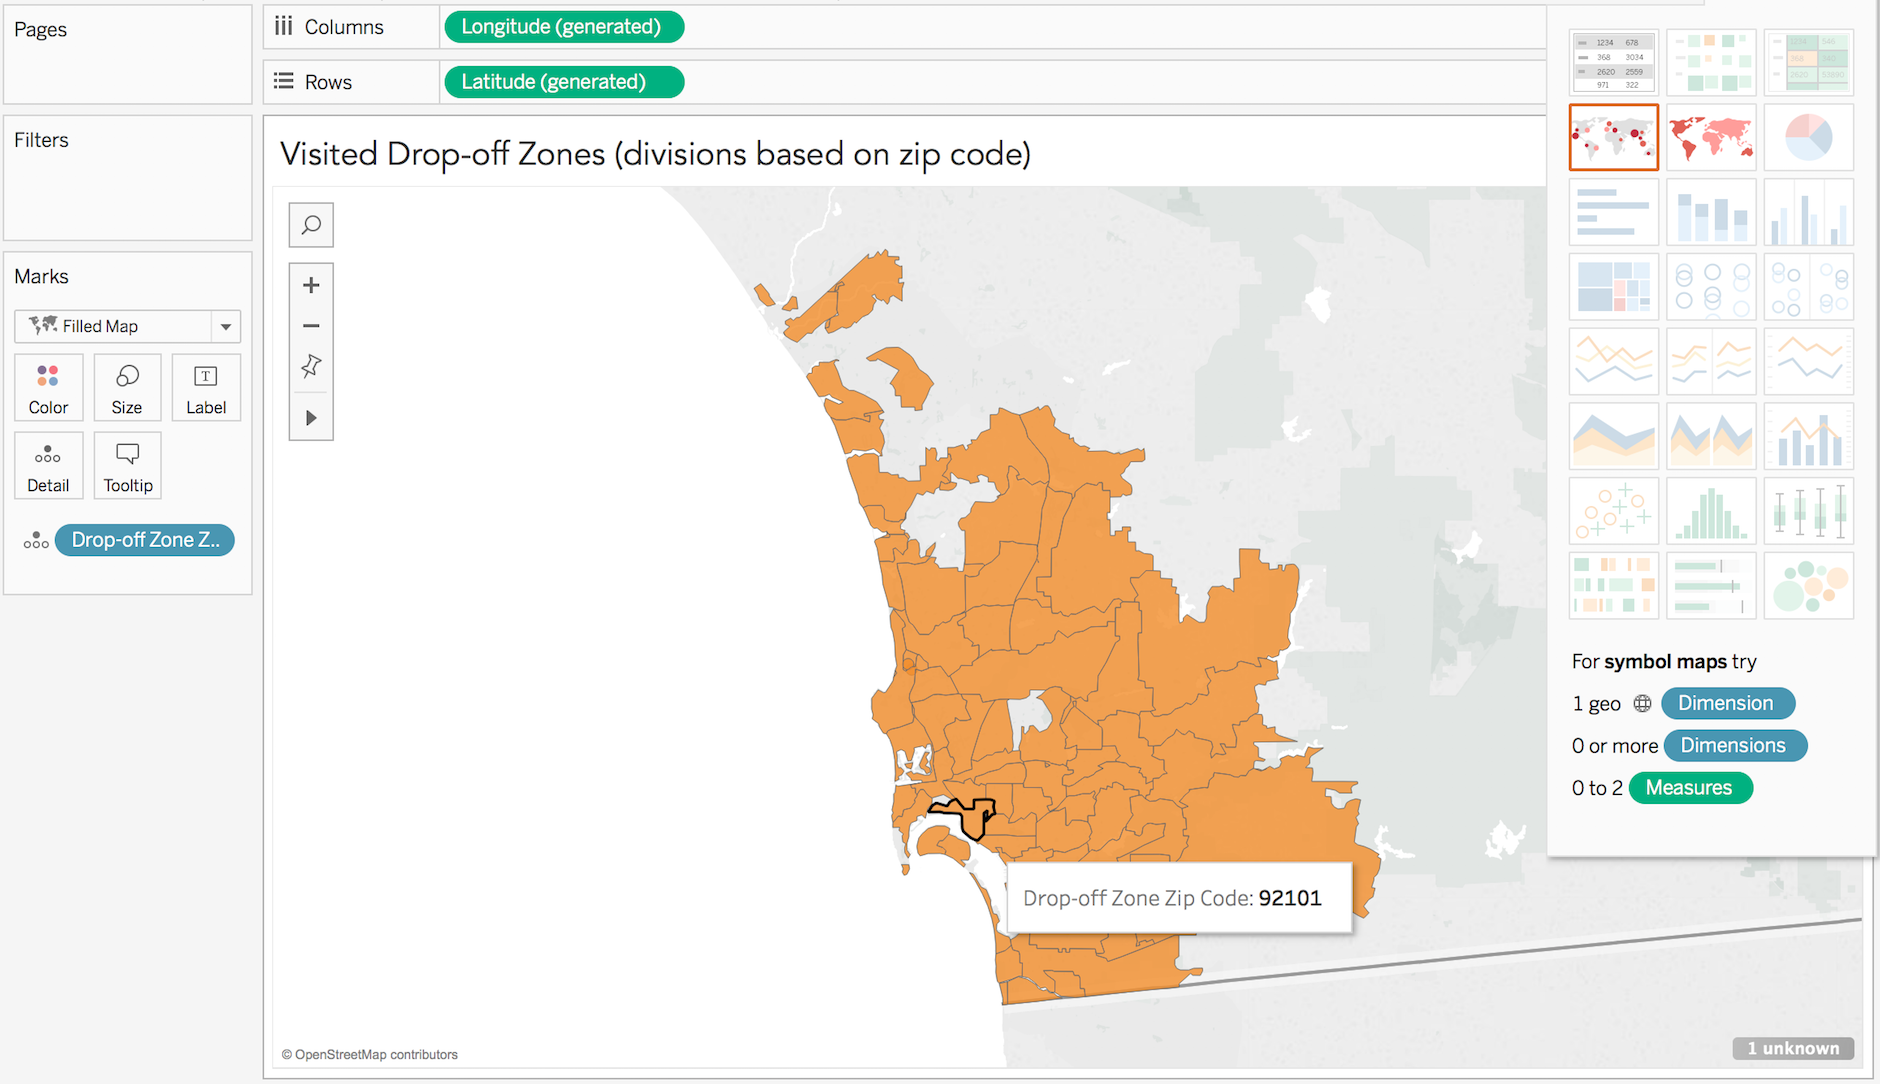 Pages
Columns
Longitude (generated)
Rows
Latitude (generated)
Filters
Marks
Filled Map
Color
Size
Label
Detail
Tooltip
Drop-off Zone Z..
Visited Drop-off Zones (divisions based on zip code)
Drop-off Zone Zip Code: 92101
© OpenStreetMap contributors
1 unknown
1234 678
368 3034
2620 2559
971 322
For symbol maps try
1 geo Dimension
0 or more Dimensions
0 to 2 Measures